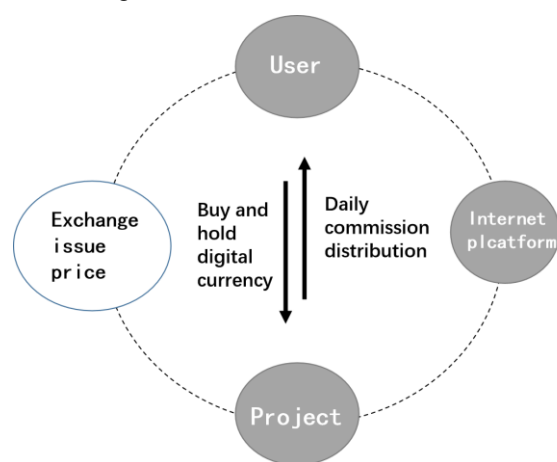 User
Exchange
issue
price
Buy and
hold
digital
currency
Daily
commission
distribution
Internet
plcatform
Project